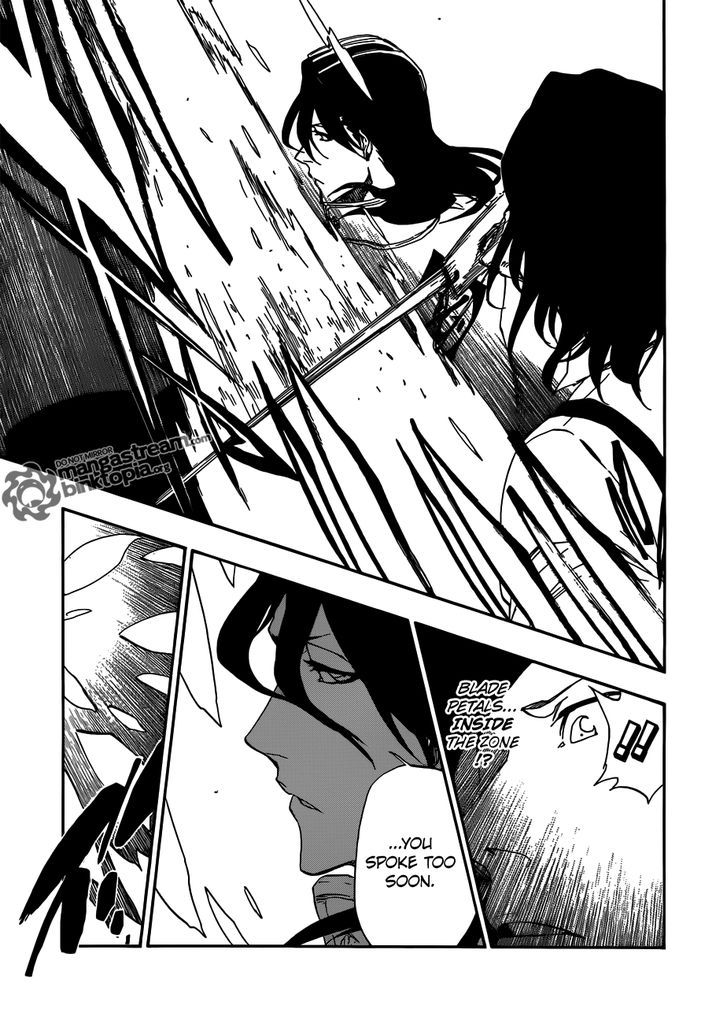 DO NOT MIRROR
mangastream.com
binktopia.org
BLADE
PETALS...
INSIDE
THE ZONE
!?
!!
...YOU
SPOKE TOO
SOON.